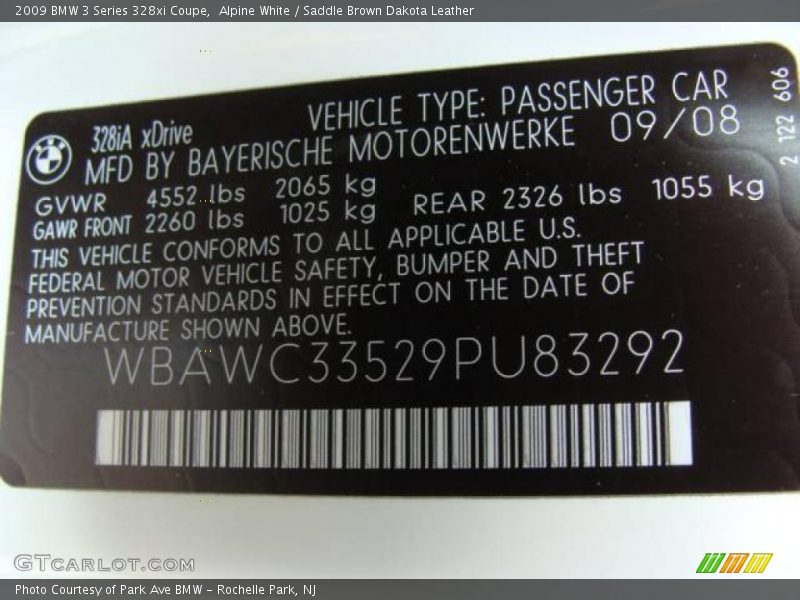 2009 BMW 3 Series 328xi Coupe,  Alpine White / Saddle Brown Dakota Leather
328iA xDrive VEHICLE TYPE: PASSENGER CAR
MFD BY BAYERISCHE MOTORENWERKE 09/08
GVWR 4552 lbs 2065 kg
GAWR FRONT 2260 lbs 1025 kg REAR 2326 lbs 1055 kg
THIS VEHICLE CONFORMS TO ALL APPLICABLE U.S.
FEDERAL MOTOR VEHICLE SAFETY, BUMPER AND THEFT
PREVENTION STANDARDS IN EFFECT ON THE DATE OF
MANUFACTURE SHOWN ABOVE.
WBAWC33529PU83292
2 122 606
GTCARLOT.COM
Photo Courtesy of Park Ave BMW - Rochelle Park, NJ